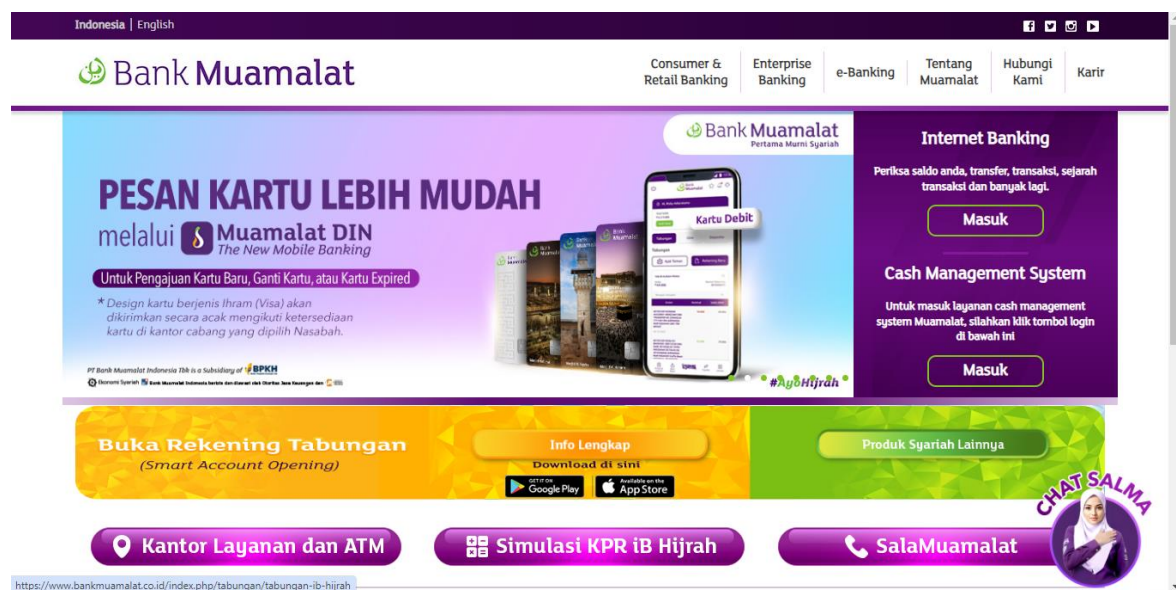 Indonesia | English
Bank Muamalat
Consumer &
Retail Banking
Enterprise
Banking
e-Banking
Tentang
Muamalat
Hubungi
Kami
Karir
Bank Muamalat
Pertama Murni Syariah
PESAN KARTU LEBIH MUDAH
melalui Muamalat DIN
The New Mobile Banking
Untuk Pengajuan Kartu Baru, Ganti Kartu, atau Kartu Expired
* Design kartu berjenis Ihram (Visa) akan
dikirimkan secara acak mengikuti ketersediaan
kartu di kantor cabang yang dipilih Nasabah.
Kartu Debit
PT Bank Muamalat Indonesia Tbk is a Subsidiary of BPKH
#AyoHijrah
Internet Banking
Periksa saldo anda, transfer, transaksi, sejarah
transaksi dan banyak lagi.
Masuk
Cash Management System
Untuk masuk layanan cash management
system Muamalat, silahkan klik tombol login
di bawah ini
Masuk
Buka Rekening Tabungan
(Smart Account Opening)
Info Lengkap
Download di sini
GET IT ON
Google Play
Available on the
App Store
Produk Syariah Lainnya
CHAT SALMA
Kantor Layanan dan ATM
Simulasi KPR iB Hijrah
SalaMuamalat
https://www.bankmuamalat.co.id/index.php/tabungan/tabungan-ib-hijrah